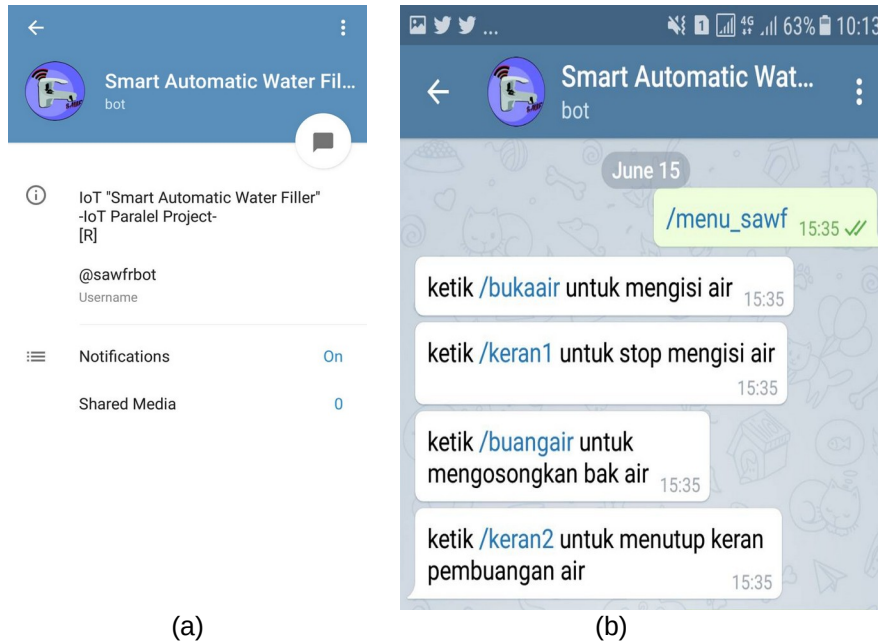 Smart Automatic Water Fil...
bot
IoT "Smart Automatic Water Filler"
-IoT Paralel Project-
[R]
@sawfrbot
Username
Notifications On
Shared Media 0
(a)
... 1 4G 63% 10:13
Smart Automatic Wat...
bot
June 15
/menu_sawf 15:35
ketik /bukaair untuk mengisi air 15:35
ketik /keran1 untuk stop mengisi air
15:35
ketik /buangair untuk
mengosongkan bak air 15:35
ketik /keran2 untuk menutup keran
pembuangan air 15:35
(b)